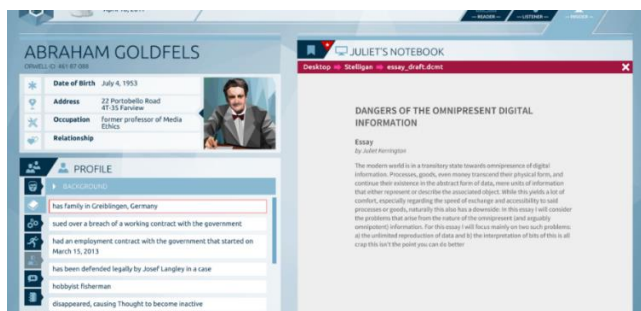 READER
LISTENER
ABRAHAM GOLDFELS
Date of Birth July 4, 1953
Address 22 Portobello Road
4T-35 Farview
Occupation former professor of Media
Ethics
Relationship
PROFILE
BACKGROUND
has family in Greiblingen, Germany
sued over a breach of a working contract with the government
had an employment contract with the government that started on
March 15, 2013
has been defended legally by Josef Langley in a case
hobbyist fisherman
disappeared, causing Thought to become inactive
JULIET'S NOTEBOOK
Desktop Stelligan essay_draft.dcmt
DANGERS OF THE OMNIPRESENT DIGITAL
INFORMATION
Essay
by Juliet Kerrington
The modern world is in a transitory state towards omnipresence of digital
information. Processes, goods, even money transcend their physical form, and
continue their existence in the abstract form of data, mere units of information
that either represent or describe the associated object. While this yields a lot of
comfort, especially regarding the speed of exchange and accessibility to said
processes or goods, naturally this also has a downside: In this essay I will consider
the problems that arise from the nature of the omnipresent (and arguably
omnipotent) information. For this essay I will focus mainly on two such problems:
a) the unlimited reproduction of data and b) the interpretation of bits of this is all
crap this isn't the point you can do better